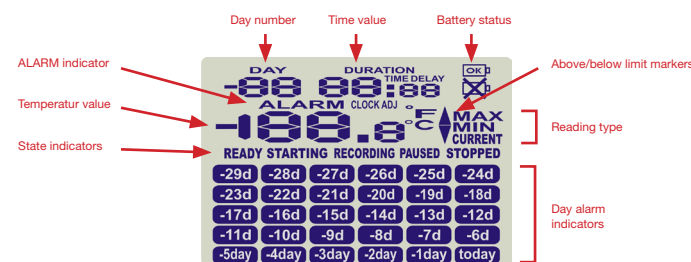 Day number Time value Battery status
ALARM indicator
DAY DURATION OK
Above/below limit markers
-88 88:88 TIME DELAY
Temperatur value
ALARM CLOCK ADJ
-188.8 °F °C MAX MIN CURRENT
Reading type
State indicators
READY STARTING RECORDING PAUSED STOPPED
-29d -28d -27d -26d -25d -24d
-23d -22d -21d -20d -19d -18d
-17d -16d -15d -14d -13d -12d
-11d -10d -9d -8d -7d -6d
-5day -4day -3day -2day -1day today
Day alarm
indicators